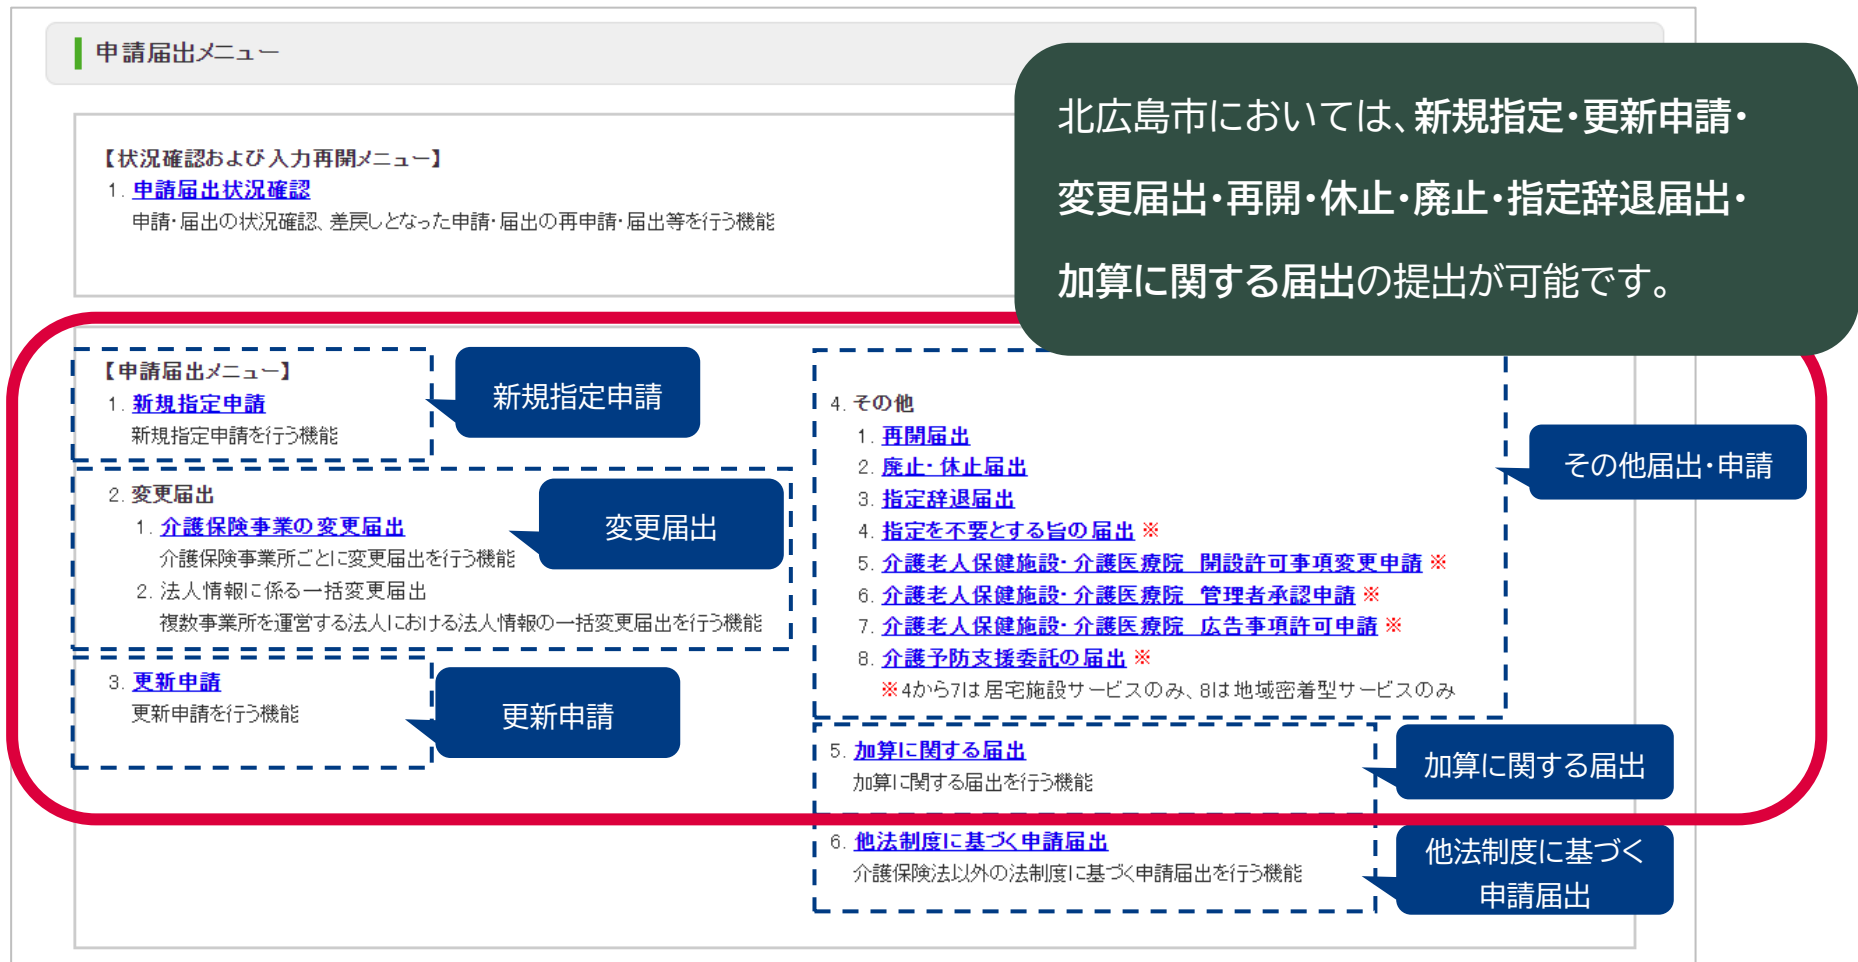 申請届出メニュー
北広島市においては、新規指定・更新申請・
変更届出・再開・休止・廃止・指定辞退届出・
加算に関する届出の提出が可能です。
【状況確認および入力再開メニュー】
1. 申請届出状況確認
申請・届出の状況確認、差戻しとなった申請・届出の再申請・届出等を行う機能
【申請届出メニュー】
1. 新規指定申請
新規指定申請を行う機能
新規指定申請
2. 変更届出
1. 介護保険事業の変更届出
介護保険事業所ごとに変更届出を行う機能
2. 法人情報に係る一括変更届出
複数事業所を運営する法人における法人情報の一括変更届出を行う機能
変更届出
3. 更新申請
更新申請を行う機能
更新申請
4. その他
1. 再開届出
2. 廃止・休止届出
3. 指定辞退届出
4. 指定を不要とする旨の届出 ※
5. 介護老人保健施設・介護医療院 開設許可事項変更申請 ※
6. 介護老人保健施設・介護医療院 管理者承認申請 ※
7. 介護老人保健施設・介護医療院 広告事項許可申請 ※
8. 介護予防支援委託の届出 ※
※4から7は居宅施設サービスのみ、8は地域密着型サービスのみ
その他届出・申請
5. 加算に関する届出
加算に関する届出を行う機能
加算に関する届出
6. 他法制度に基づく申請届出
介護保険法以外の法制度に基づく申請届出を行う機能
他法制度に基づく
申請届出